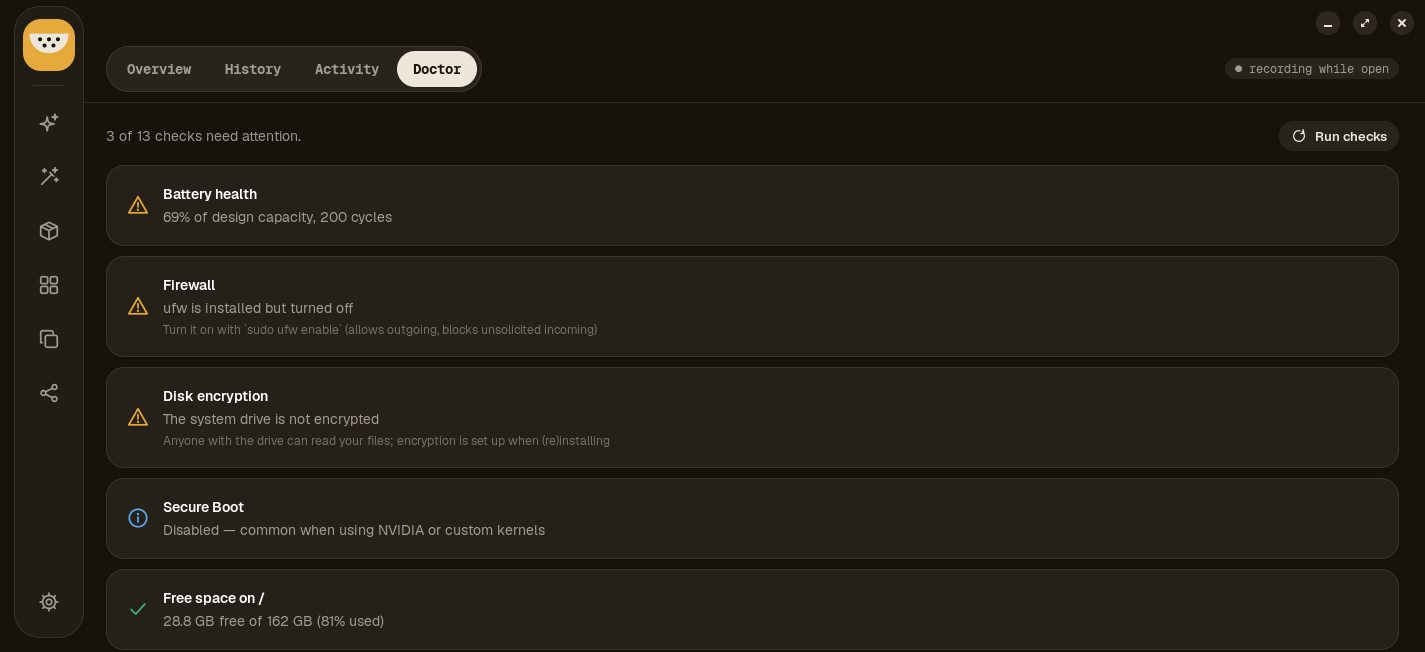 Overview History Activity Doctor
recording while open
3 of 13 checks need attention.
Run checks
Battery health
69% of design capacity, 200 cycles
Firewall
ufw is installed but turned off
Turn it on with `sudo ufw enable` (allows outgoing, blocks unsolicited incoming)
Disk encryption
The system drive is not encrypted
Anyone with the drive can read your files; encryption is set up when (re)installing
Secure Boot
Disabled — common when using NVIDIA or custom kernels
Free space on /
28.8 GB free of 162 GB (81% used)